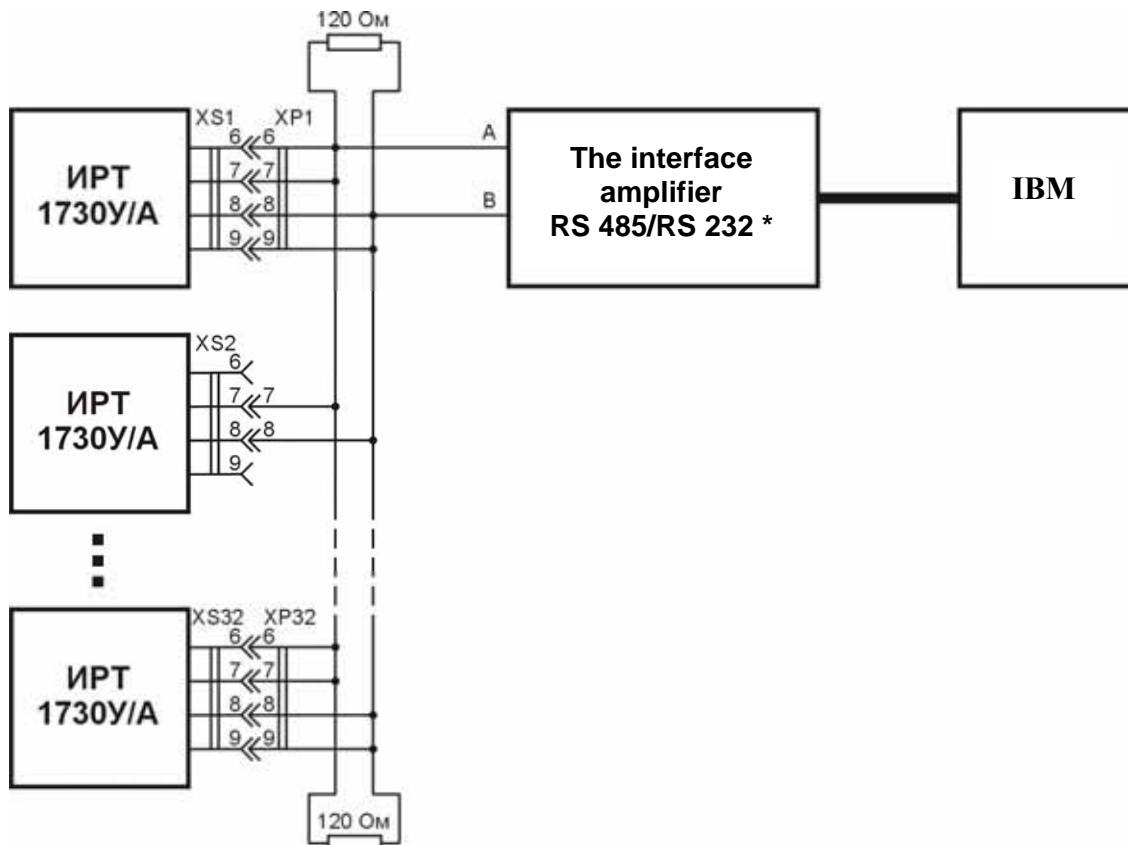 120 Ом
XS1 XP1
6 6
7 7
8 8
9 9
ИРТ
1730У/А
A
B
The interface
amplifier
RS 485/RS 232 *
IBM
XS2
6
7 7
8 8
9
ИРТ
1730У/А
XS32 XP32
6 6
7 7
8 8
9 9
ИРТ
1730У/А
120 Ом